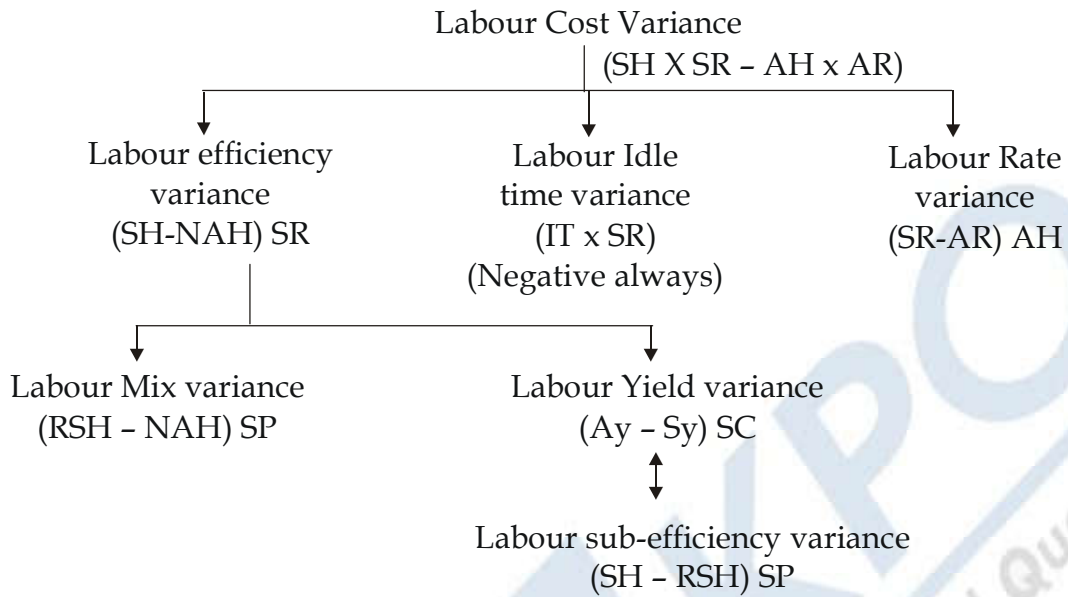 Labour Cost Variance
(SH X SR – AH x AR)
Labour efficiency
variance
(SH-NAH) SR
Labour Idle
time variance
(IT x SR)
(Negative always)
Labour Rate
variance
(SR-AR) AH
Labour Mix variance
(RSH – NAH) SP
Labour Yield variance
(Ay – Sy) SC
Labour sub-efficiency variance
(SH – RSH) SP
KPO
Qu